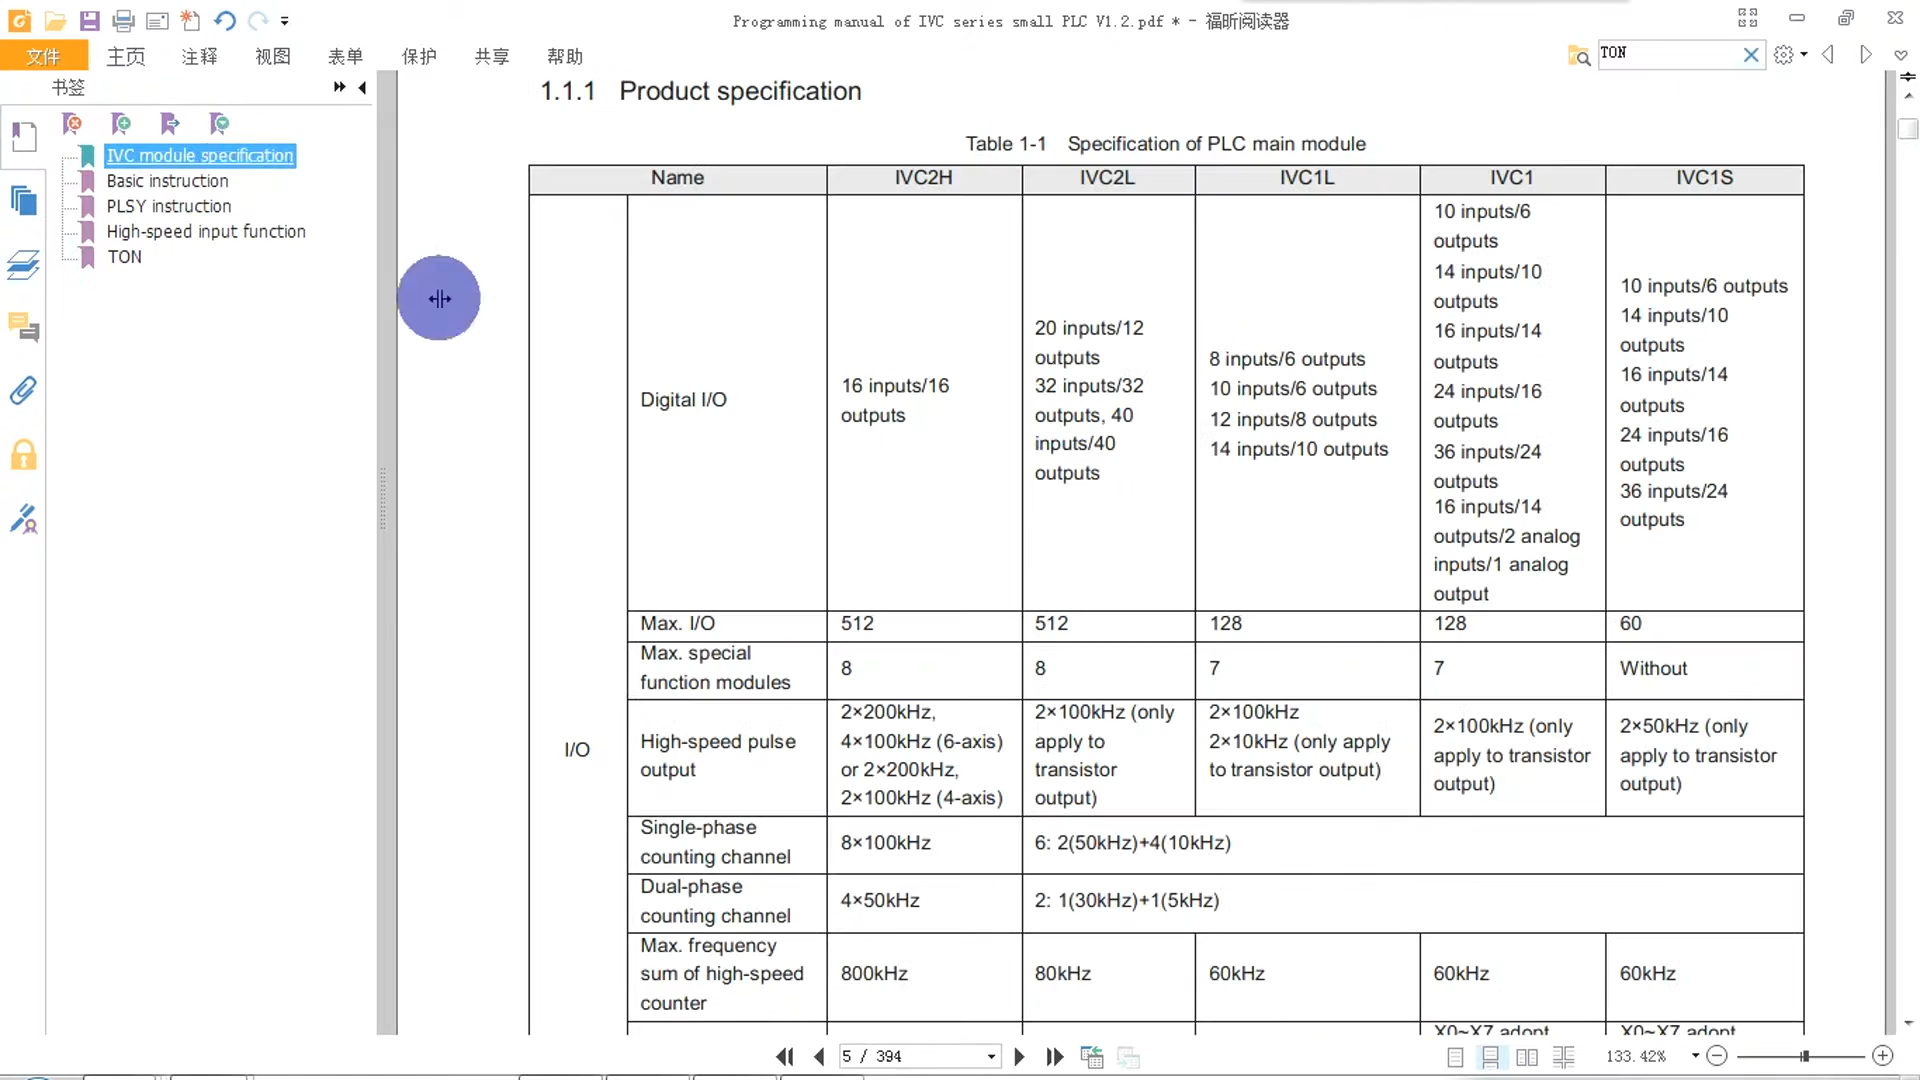 Programming manual of IVC series small PLC V1.2.pdf * - 福昕阅读器
文件 主页 注释 视图 表单 保护 共享 帮助
TON
书签
IVC module specification
Basic instruction
PLSY instruction
High-speed input function
TON
1.1.1 Product specification
Table 1-1 Specification of PLC main module
Name IVC2H IVC2L IVC1L IVC1 IVC1S
I/O
Digital I/O
16 inputs/16
outputs
20 inputs/12
outputs
32 inputs/32
outputs, 40
inputs/40
outputs
8 inputs/6 outputs
10 inputs/6 outputs
12 inputs/8 outputs
14 inputs/10 outputs
10 inputs/6
outputs
14 inputs/10
outputs
16 inputs/14
outputs
24 inputs/16
outputs
36 inputs/24
outputs
16 inputs/14
outputs/2 analog
inputs/1 analog
output
10 inputs/6 outputs
14 inputs/10
outputs
16 inputs/14
outputs
24 inputs/16
outputs
36 inputs/24
outputs
Max. I/O 512 512 128 128 60
Max. special
function modules
8 8 7 7 Without
High-speed pulse
output
2×200kHz,
4×100kHz (6-axis)
or 2×200kHz,
2×100kHz (4-axis)
2×100kHz (only
apply to
transistor
output)
2×100kHz
2×10kHz (only apply
to transistor output)
2×100kHz (only
apply to transistor
output)
2×50kHz (only
apply to transistor
output)
Single-phase
counting channel
8×100kHz
6: 2(50kHz)+4(10kHz)
Dual-phase
counting channel
4×50kHz
2: 1(30kHz)+1(5kHz)
Max. frequency
sum of high-speed
counter
800kHz 80kHz 60kHz 60kHz 60kHz
X0~X7 adopt X0~X7 adopt
5 / 394
133.42%